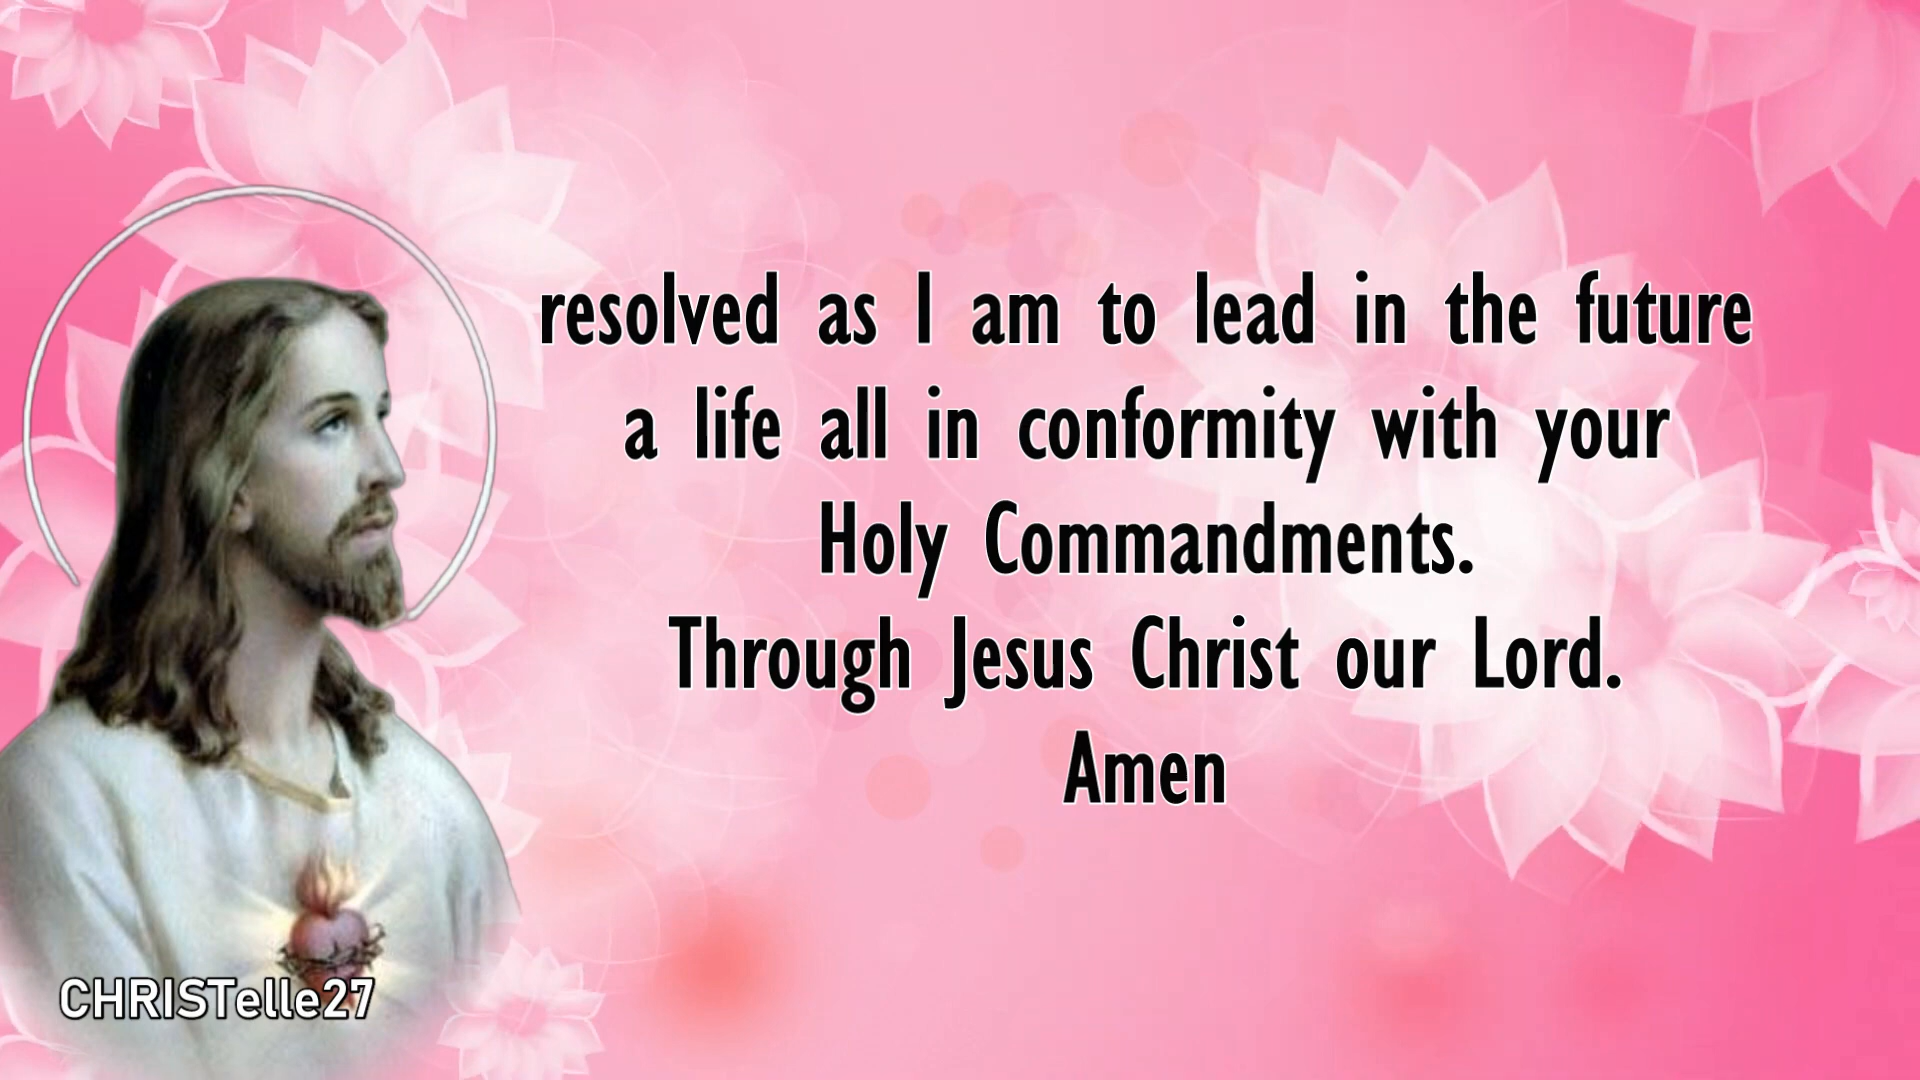 resolved as I am to lead in the future
a life all in conformity with your
Holy Commandments.
Through Jesus Christ our Lord.
Amen
CHRISTelle27